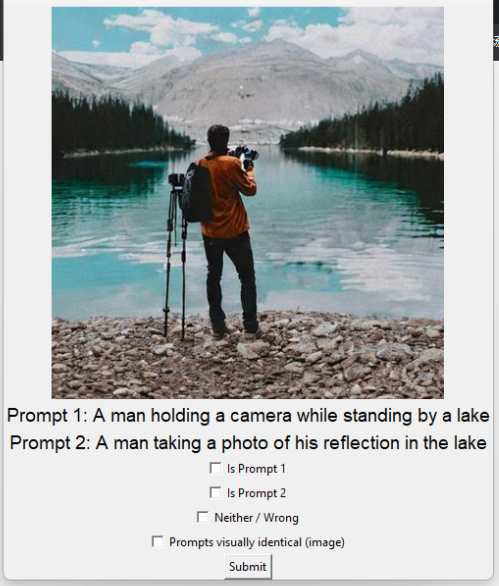 Prompt 1: A man holding a camera while standing by a lake
Prompt 2: A man taking a photo of his reflection in the lake
Is Prompt 1
Is Prompt 2
Neither / Wrong
Prompts visually identical (image)
Submit